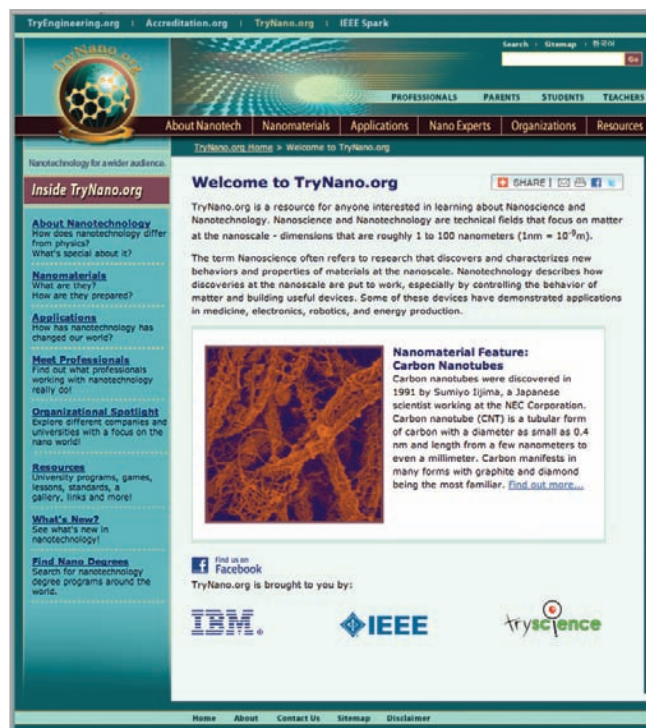 TryEngineering.org Accreditation.org TryNano.org IEEE Spark
TryNano.org
Search Sitemap 한국어
Go
PROFESSIONALS PARENTS STUDENTS TEACHERS
About Nanotech Nanomaterials Applications Nano Experts Organizations Resources
Nanotechnology for a wider audience.
TryNano.org Home > Welcome to TryNano.org
Inside TryNano.org
About Nanotechnology
How does nanotechnology differ
from physics?
What's special about it?
Nanomaterials
What are they?
How are they prepared?
Applications
How has nanotechnology has
changed our world?
Meet Professionals
Find out what professionals
working with nanotechnology
really do!
Organizational Spotlight
Explore different companies and
universities with a focus on the
nano world!
Resources
University programs, games,
lessons, standards, a
gallery, links and more!
What's New?
See what's new in
nanotechnology!
Find Nano Degrees
Search for nanotechnology
degree programs around the
world.
Welcome to TryNano.org
SHARE
TryNano.org is a resource for anyone interested in learning about Nanoscience and
Nanotechnology. Nanoscience and Nanotechnology are technical fields that focus on matter
at the nanoscale - dimensions that are roughly 1 to 100 nanometers (1nm = 10⁻⁹m).
The term Nanoscience often refers to research that discovers and characterizes new
behaviors and properties of materials at the nanoscale. Nanotechnology describes how
discoveries at the nanoscale are put to work, especially by controlling the behavior of
matter and building useful devices. Some of these devices have demonstrated applications
in medicine, electronics, robotics, and energy production.
Nanomaterial Feature:
Carbon Nanotubes
Carbon nanotubes were discovered in
1991 by Sumiyo Iijima, a Japanese
scientist working at the NEC Corporation.
Carbon nanotube (CNT) is a tubular form
of carbon with a diameter as small as 0.4
nm and length from a few nanometers to
even a millimeter. Carbon manifests in
many forms with graphite and diamond
being the most familiar. Find out more...
Find us on
Facebook
TryNano.org is brought to you by:
IBM IEEE tryscience
Home About Contact Us Sitemap Disclaimer